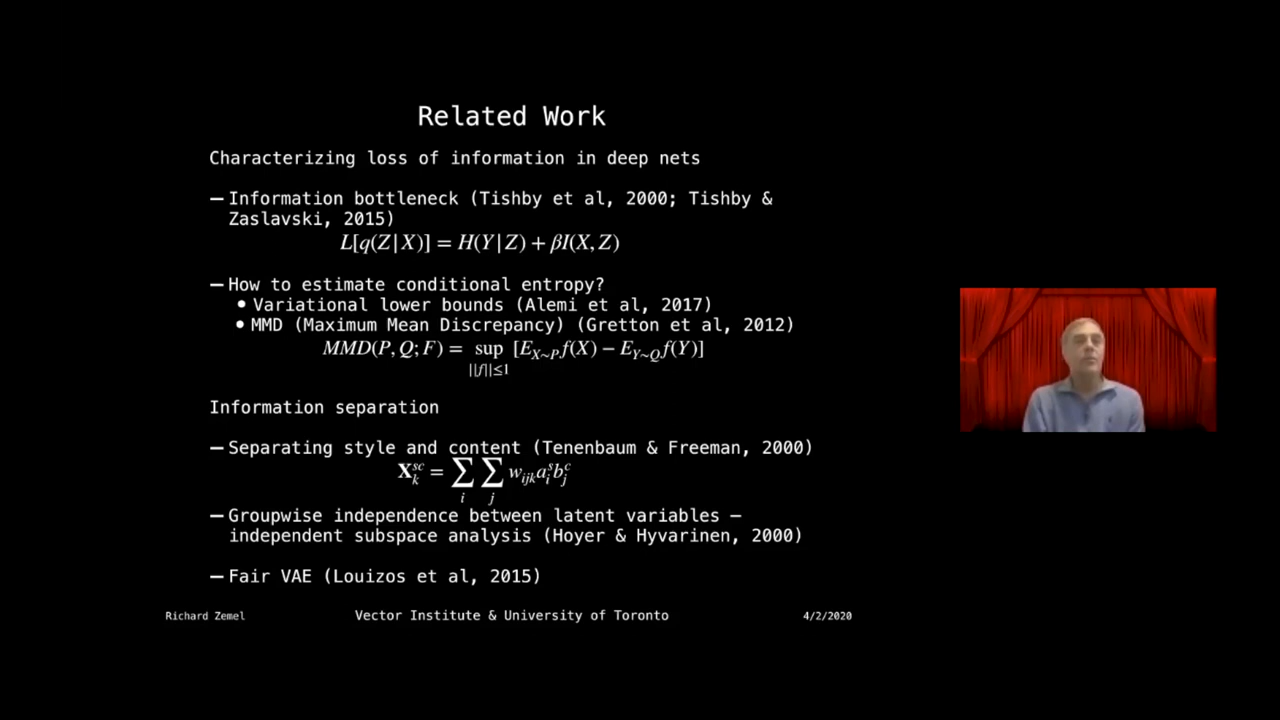 Related Work
Characterizing loss of information in deep nets
— Information bottleneck (Tishby et al, 2000; Tishby &
Zaslavski, 2015)
L[q(Z|X)] = H(Y|Z) + βI(X, Z)
— How to estimate conditional entropy?
• Variational lower bounds (Alemi et al, 2017)
• MMD (Maximum Mean Discrepancy) (Gretton et al, 2012)
MMD(P, Q; F) = sup [E_{X~P} f(X) − E_{Y~Q} f(Y)]
||f||≤1
Information separation
— Separating style and content (Tenenbaum & Freeman, 2000)
X_k^{sc} = ∑_i ∑_j w_{ijk} a_i^s b_j^c
— Groupwise independence between latent variables —
independent subspace analysis (Hoyer & Hyvarinen, 2000)
— Fair VAE (Louizos et al, 2015)
Richard Zemel Vector Institute & University of Toronto 4/2/2020